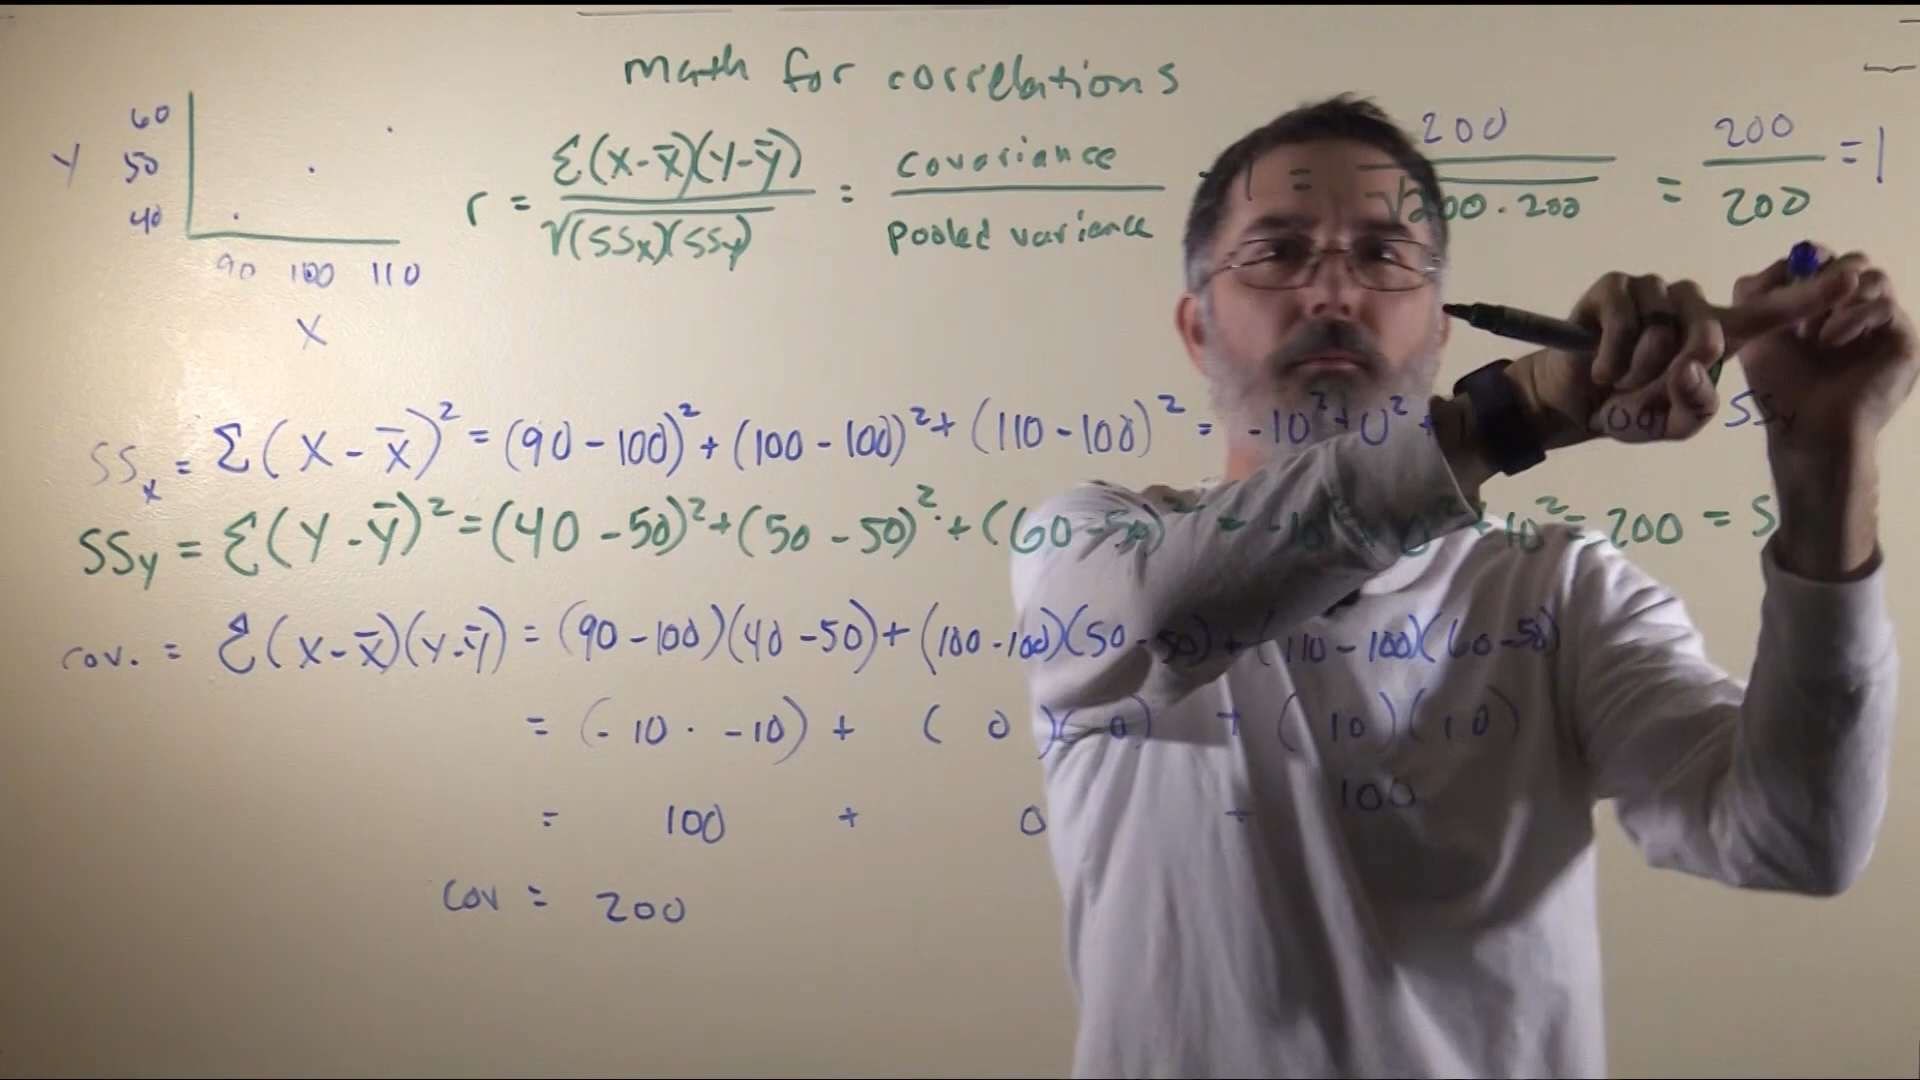 math for correlations
60
Y 50
40
90 100 110
X
r = Σ(X-X̄)(Y-Ȳ) / √(SSx)(SSy) = covariance / pooled variance
= 200 / √200·200 = 200 / 200 = 1
SSx = Σ(X-X̄)² = (90-100)² + (100-100)² + (110-100)² = -10² + 0² +
SSy = Σ(Y-Ȳ)² = (40-50)² + (50-50)² + (60-50)² = -10² + 0² + 10² = 200 =
cov. = Σ(X-X̄)(Y-Ȳ) = (90-100)(40-50) + (100-100)(50-50) + (110-100)(60-50)
= (-10 · -10) + (0)(0) + (10)(10)
= 100 + 0 + 100
cov = 200